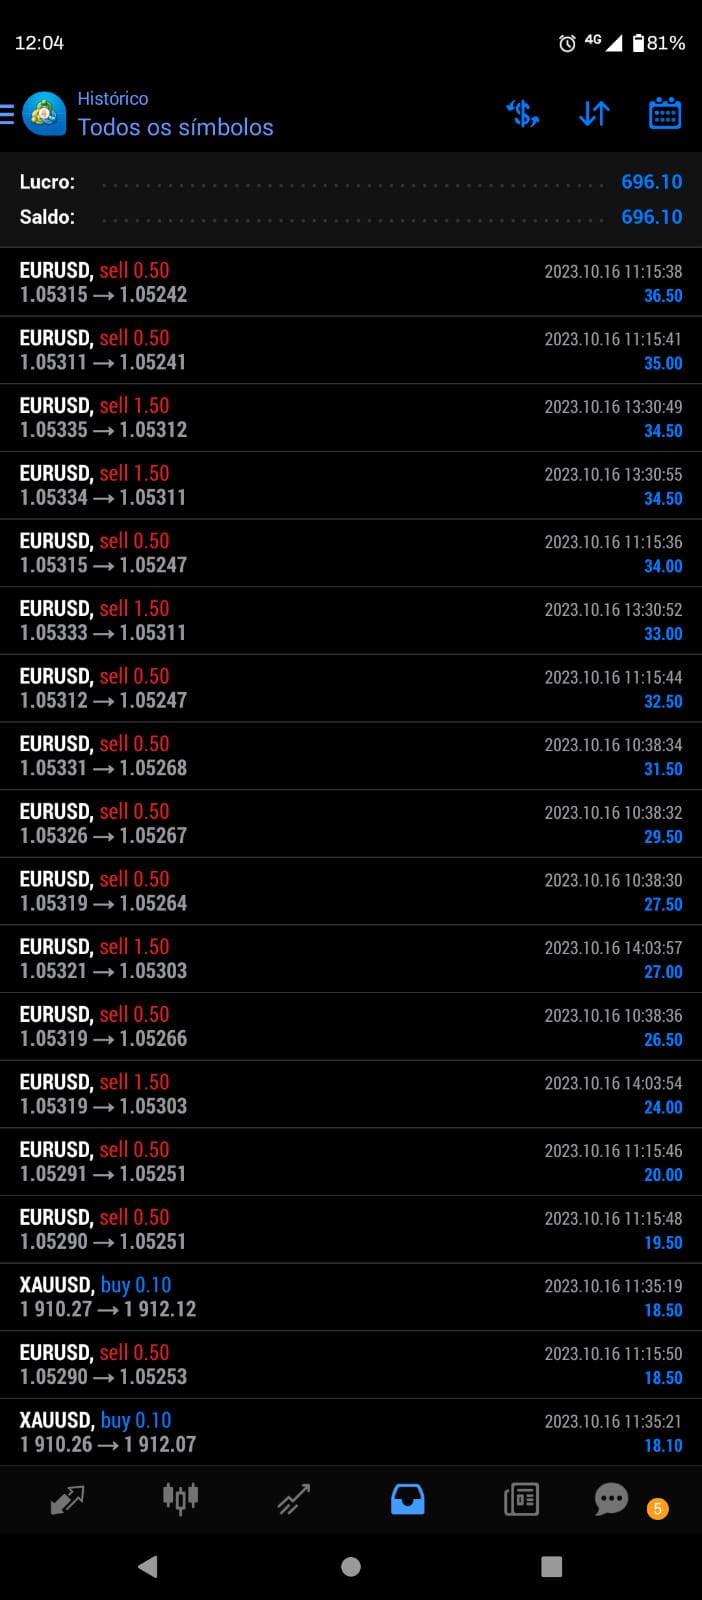 12:04
4G 81%
Histórico
Todos os símbolos
Lucro: 696.10
Saldo: 696.10
EURUSD, sell 0.50 2023.10.16 11:15:38
1.05315 → 1.05242 36.50
EURUSD, sell 0.50 2023.10.16 11:15:41
1.05311 → 1.05241 35.00
EURUSD, sell 1.50 2023.10.16 13:30:49
1.05335 → 1.05312 34.50
EURUSD, sell 1.50 2023.10.16 13:30:55
1.05334 → 1.05311 34.50
EURUSD, sell 0.50 2023.10.16 11:15:36
1.05315 → 1.05247 34.00
EURUSD, sell 1.50 2023.10.16 13:30:52
1.05333 → 1.05311 33.00
EURUSD, sell 0.50 2023.10.16 11:15:44
1.05312 → 1.05247 32.50
EURUSD, sell 0.50 2023.10.16 10:38:34
1.05331 → 1.05268 31.50
EURUSD, sell 0.50 2023.10.16 10:38:32
1.05326 → 1.05267 29.50
EURUSD, sell 0.50 2023.10.16 10:38:30
1.05319 → 1.05264 27.50
EURUSD, sell 1.50 2023.10.16 14:03:57
1.05321 → 1.05303 27.00
EURUSD, sell 0.50 2023.10.16 10:38:36
1.05319 → 1.05266 26.50
EURUSD, sell 1.50 2023.10.16 14:03:54
1.05319 → 1.05303 24.00
EURUSD, sell 0.50 2023.10.16 11:15:46
1.05291 → 1.05251 20.00
EURUSD, sell 0.50 2023.10.16 11:15:48
1.05290 → 1.05251 19.50
XAUUSD, buy 0.10 2023.10.16 11:35:19
1 910.27 → 1 912.12 18.50
EURUSD, sell 0.50 2023.10.16 11:15:50
1.05290 → 1.05253 18.50
XAUUSD, buy 0.10 2023.10.16 11:35:21
1 910.26 → 1 912.07 18.10
5